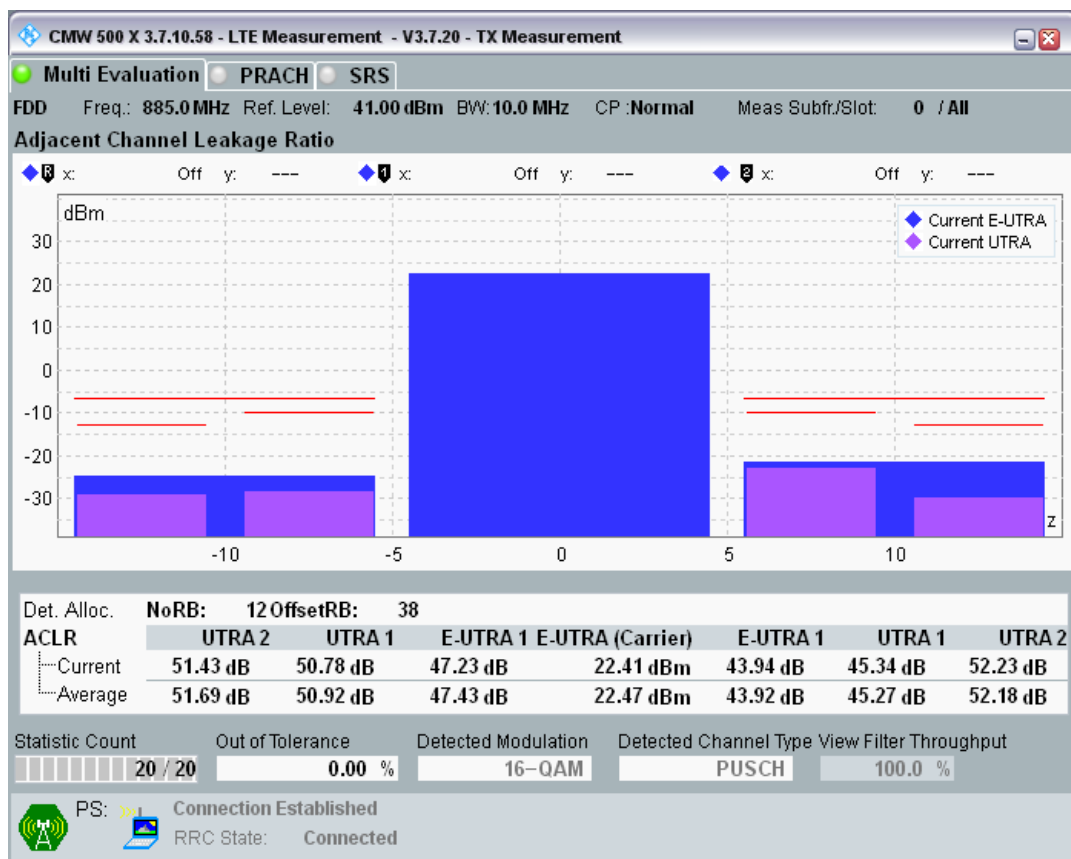 CMW 500 X 3.7.10.58 - LTE Measurement - V3.7.20 - TX Measurement
Multi Evaluation PRACH SRS
FDD Freq.: 885.0 MHz Ref. Level: 41.00 dBm BW: 10.0 MHz CP :Normal Meas Subfr./Slot: 0 / All
Adjacent Channel Leakage Ratio
R x: Off y: --- 1 x: Off y: --- 2 x: Off y: ---
dBm
Current E-UTRA
Current UTRA
30
20
10
0
-10
-20
-30
z
-10 -5 0 5 10
Det. Alloc. NoRB: 12 OffsetRB: 38
ACLR UTRA 2 UTRA 1 E-UTRA 1 E-UTRA (Carrier) E-UTRA 1 UTRA 1 UTRA 2
Current 51.43 dB 50.78 dB 47.23 dB 22.41 dBm 43.94 dB 45.34 dB 52.23 dB
Average 51.69 dB 50.92 dB 47.43 dB 22.47 dBm 43.92 dB 45.27 dB 52.18 dB
Statistic Count Out of Tolerance Detected Modulation Detected Channel Type View Filter Throughput
20 / 20 0.00 % 16-QAM PUSCH 100.0 %
PS: Connection Established
RRC State: Connected